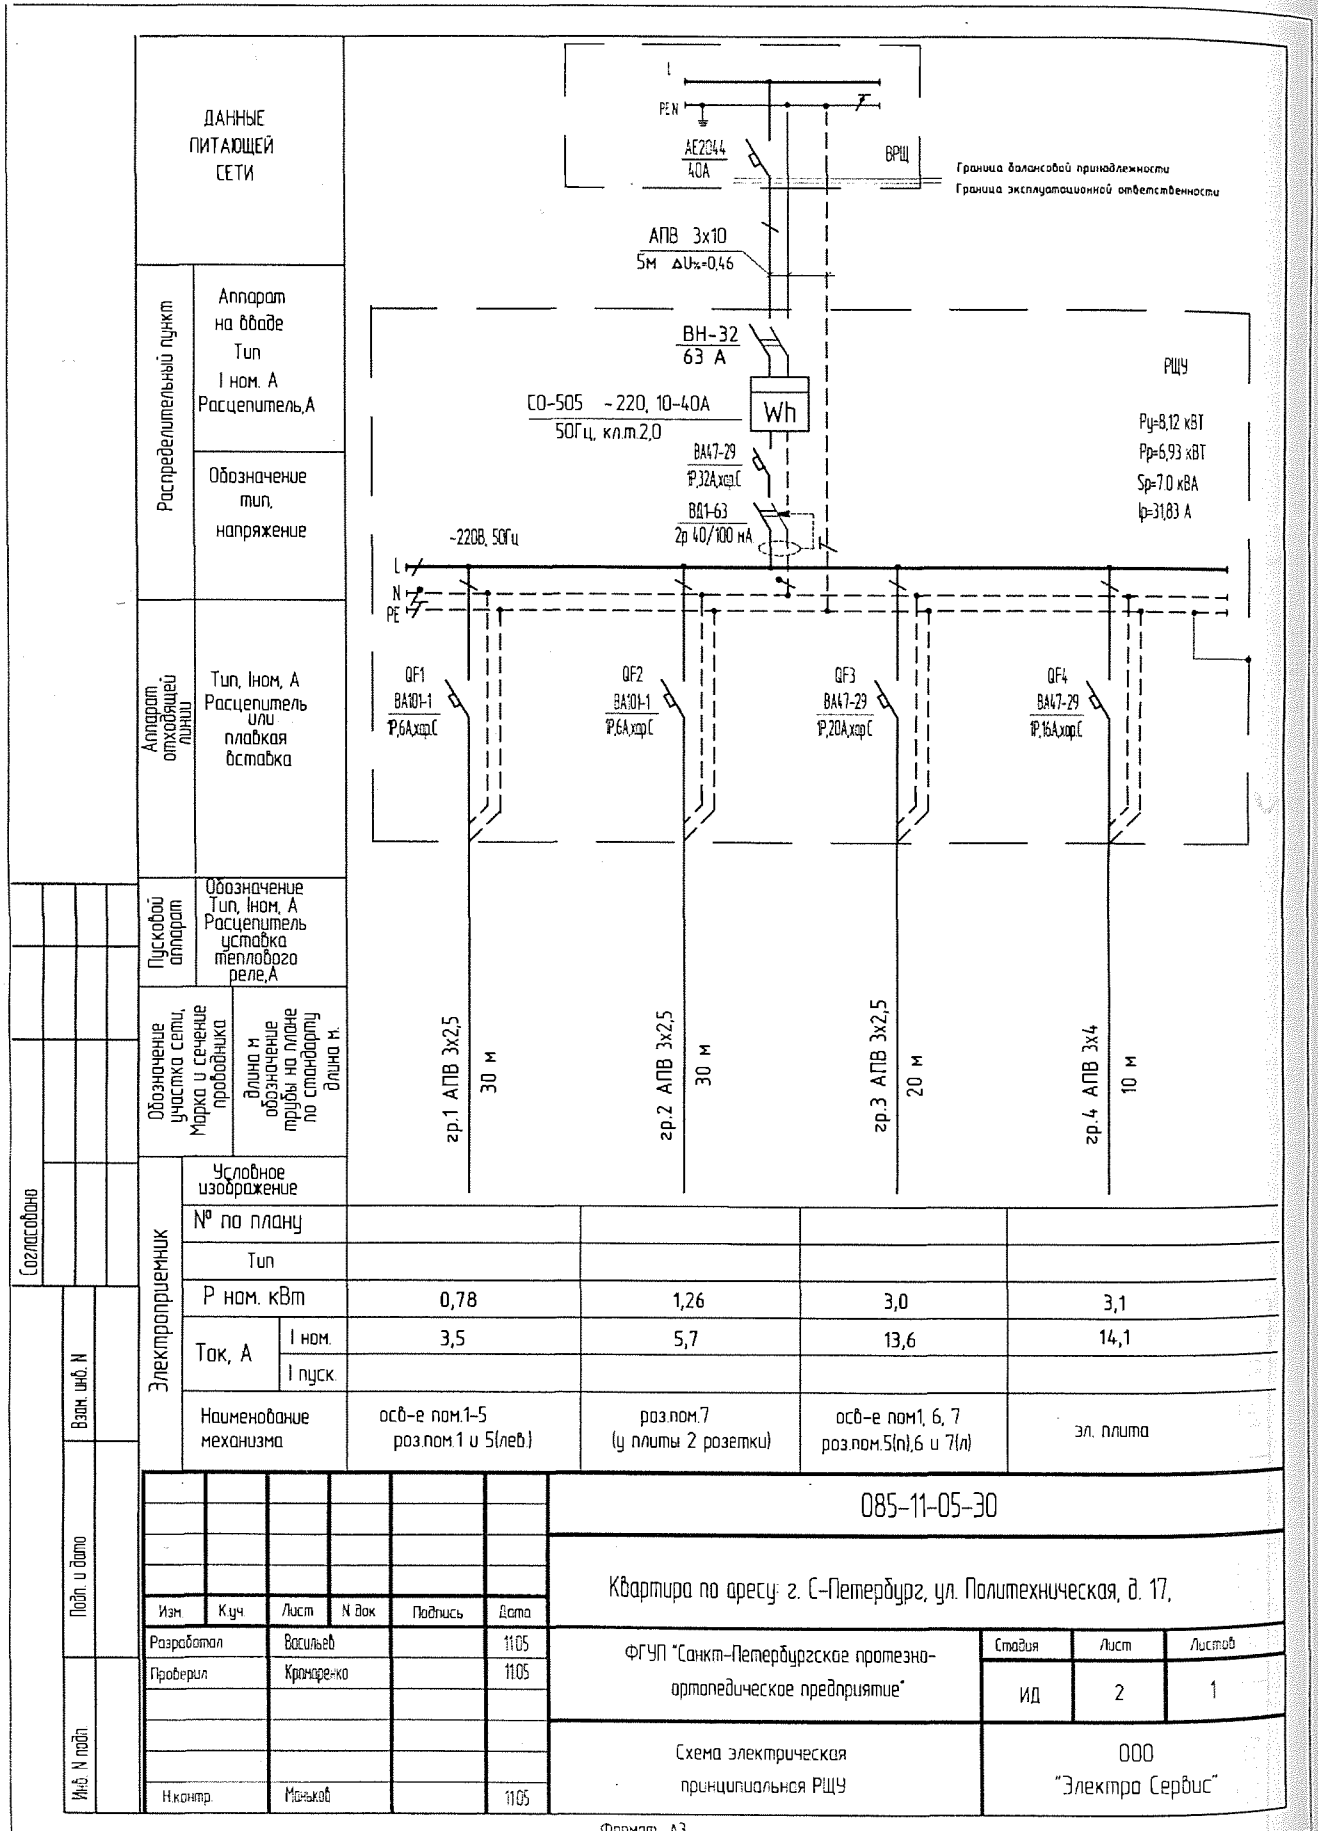 ДАННЫЕ
ПИТАЮЩЕЙ
СЕТИ
L
PEN
АЕ2044
40А
ВРЩ
Граница балансовой принадлежности
Граница эксплуатационной ответственности
АПВ 3х10
5м ΔU%=0,46
Распределительный пункт
Аппарат
на вводе
Тип
I ном. А
Расцепитель,А
Обозначение
тип,
напряжение
ВН-32
63 А
РЩУ
СО-505 ~220, 10-40А
50Гц, кл.т.2,0
Wh
Ру=8,12 кВТ
Рр=6,93 кВТ
Sp=7.0 кВА
Iр=31,83 А
ВА47-29
1Р,32А,хар.С
ВД1-63
2р 40/100 мА
~220В, 50Гц
L
N
PE
Аппарат
отходящей
линии
Тип, Iном, А
Расцепитель
или
плавкая
вставка
QF1
ВА101-1
1Р,6А,хар.С
QF2
ВА101-1
1Р,6А,хар.С
QF3
ВА47-29
1Р,20А,хар.С
QF4
ВА47-29
1Р,16А,хар.С
Пусковой
аппарат
Обозначение
Тип, Iном, А
Расцепитель
уставка
теплового
реле,А
Обозначение
участка сети,
Марка и сечение
проводника
длина м
обозначение
трубы на плане
по стандарту
длина м.
гр.1 АПВ 3х2,5
30 м
гр.2 АПВ 3х2,5
30 м
гр.3 АПВ 3х2,5
20 м
гр.4 АПВ 3х4
10 м
Электроприемник
Условное
изображение
№ по плану
Тип
Р ном. кВт 0,78 1,26 3,0 3,1
Ток, А
I ном. 3,5 5,7 13,6 14,1
I пуск.
Наименование
механизма
осв-е пом.1-5
роз.пом.1 и 5(лев.)
роз.пом.7
(у плиты 2 розетки)
осв-е пом1, 6, 7
роз.пом.5(п),6 и 7(л)
эл. плита
Согласовано
Взам. инв. N
Подп. и дата
Инв. N подл.
085-11-05-30
Квартира по аресу: г. С-Петербург, ул. Политехническая, д. 17,
Изм. К.уч. Лист N док Подпись Дата
Разработал Васильев 11.05
Проверил 11.05
Н.контр. Маньков 11.05
ФГУП "Санкт-Петербургское протезно-
ортопедическое предприятие"
Стадия Лист Листов
ИД 2 1
Схема электрическая
принципиальная РЩУ
ООО
"Электро Сервис"
Формат А3